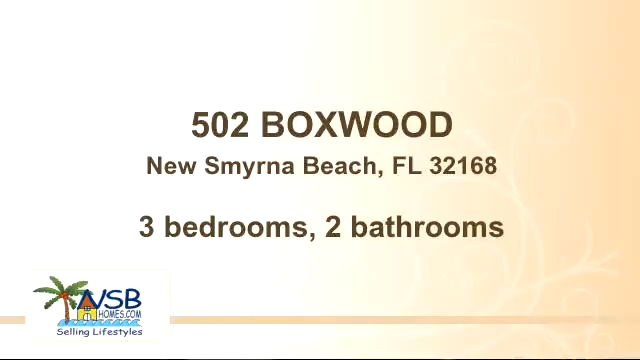 502 BOXWOOD
New Smyrna Beach, FL 32168
3 bedrooms, 2 bathrooms
NSB
HOMES.COM
Selling Lifestyles